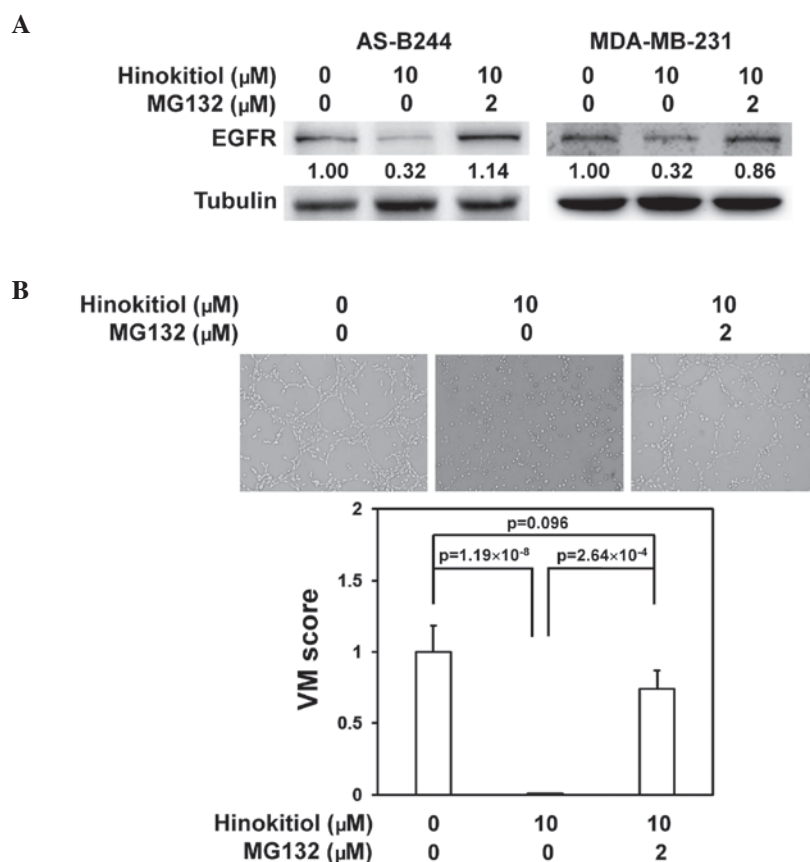 A
AS-B244 MDA-MB-231
Hinokitiol (µM) 0 10 10 0 10 10
MG132 (µM) 0 0 2 0 0 2
EGFR
1.00 0.32 1.14 1.00 0.32 0.86
Tubulin
B
Hinokitiol (µM) 0 10 10
MG132 (µM) 0 0 2
2
p=0.096
p=1.19×10⁻⁸ p=2.64×10⁻⁴
1.5
1
VM score
0.5
0
Hinokitiol (µM) 0 10 10
MG132 (µM) 0 0 2